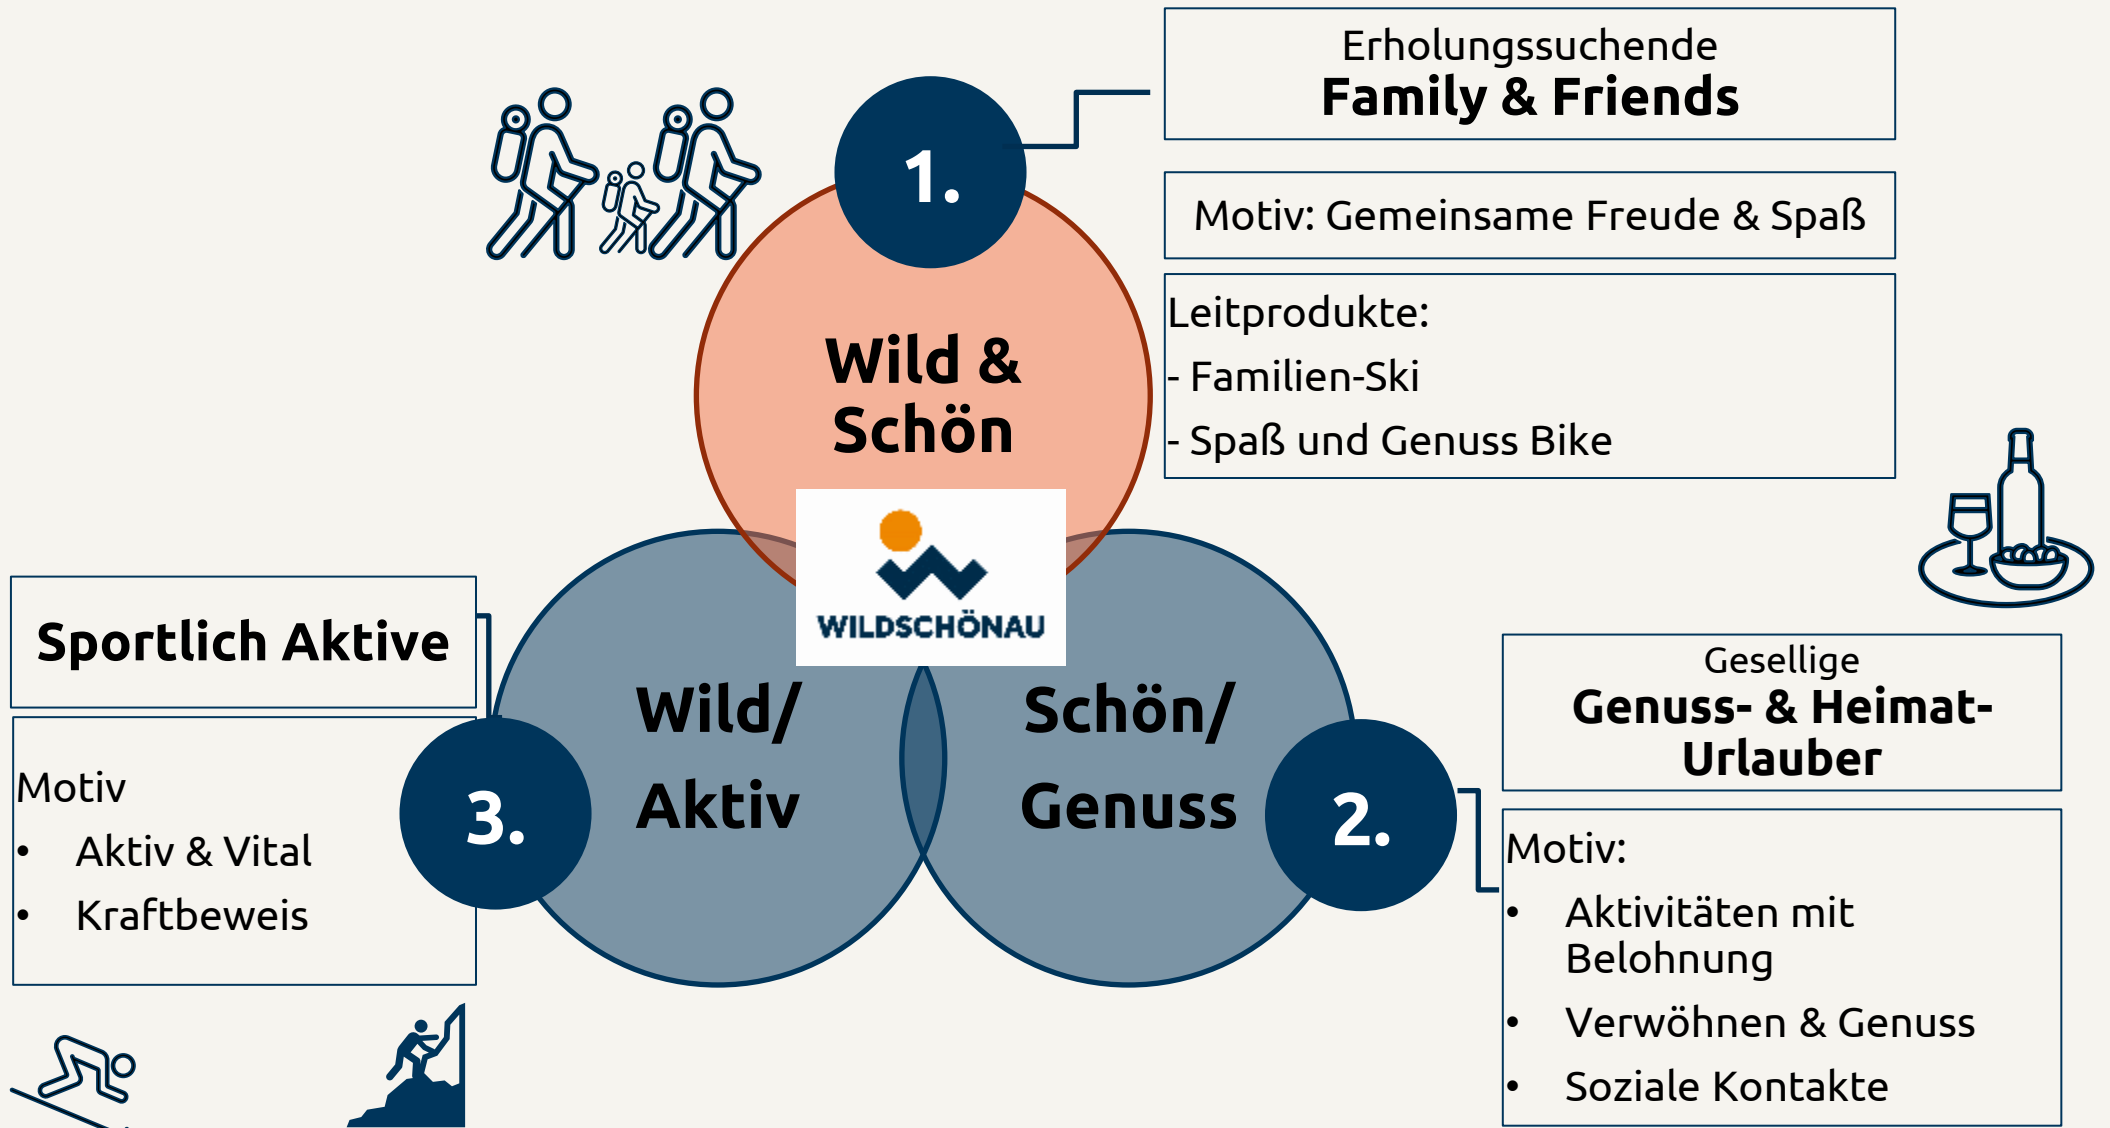 Erholungssuchende
Family & Friends
1.
Motiv: Gemeinsame Freude & Spaß
Leitprodukte:
- Familien-Ski
- Spaß und Genuss Bike
Wild &
Schön
WILDSCHÖNAU
Sportlich Aktive
Motiv
• Aktiv & Vital
• Kraftbeweis
3.
Wild/
Aktiv
Schön/
Genuss
2.
Gesellige
Genuss- & Heimat-
Urlauber
Motiv:
• Aktivitäten mit
Belohnung
• Verwöhnen & Genuss
• Soziale Kontakte